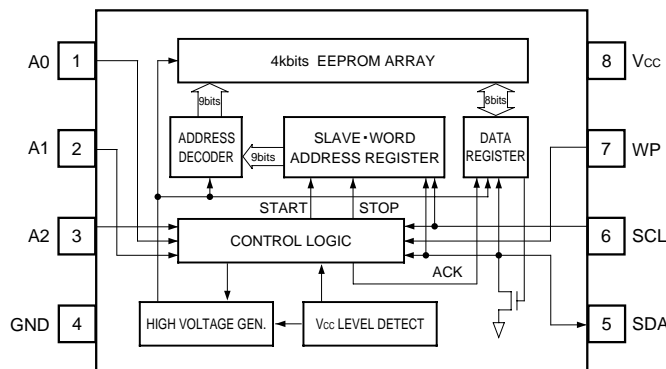 A0 1
4kbits EEPROM ARRAY
8 Vcc
9bits
8bits
A1 2
ADDRESS
DECODER
9bits
SLAVE・WORD
ADDRESS REGISTER
DATA
REGISTER
7 WP
START
STOP
A2 3
CONTROL LOGIC
6 SCL
ACK
GND 4
HIGH VOLTAGE GEN.
Vcc LEVEL DETECT
5 SDA